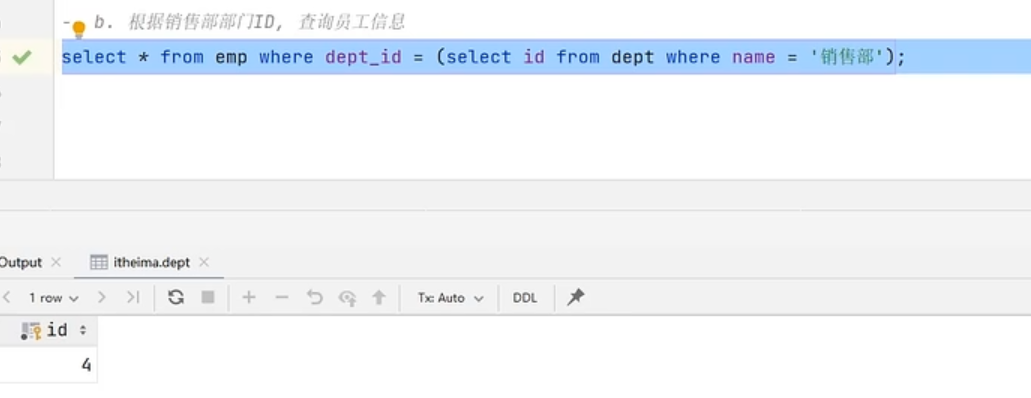 - b. 根据销售部部门ID, 查询员工信息
select * from emp where dept_id = (select id from dept where name = '销售部');
Output
itheima.dept
1 row
Tx: Auto
DDL
id
4